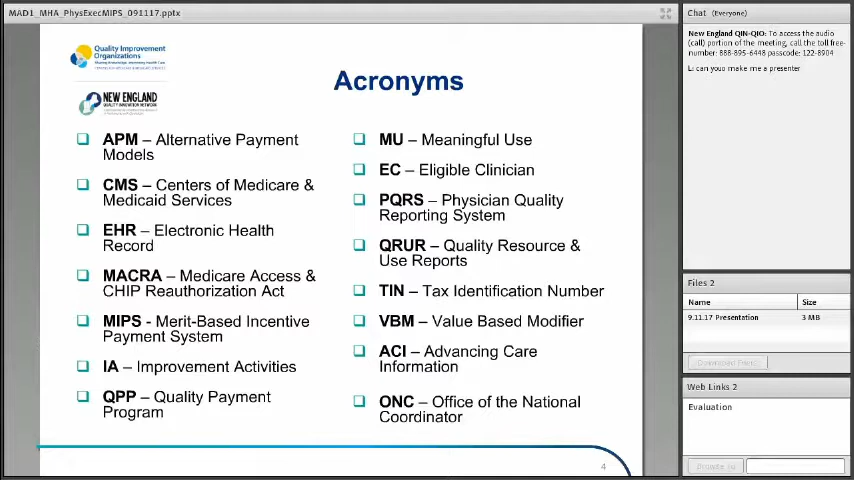 MAD1_MHA_PhysExecMIPS_091117.pptx
Quality Improvement
Organizations
NEW ENGLAND
Acronyms
APM – Alternative Payment
Models
CMS – Centers of Medicare &
Medicaid Services
EHR – Electronic Health
Record
MACRA – Medicare Access &
CHIP Reauthorization Act
MIPS - Merit-Based Incentive
Payment System
IA – Improvement Activities
QPP – Quality Payment
Program
MU – Meaningful Use
EC – Eligible Clinician
PQRS – Physician Quality
Reporting System
QRUR – Quality Resource &
Use Reports
TIN – Tax Identification Number
VBM – Value Based Modifier
ACI – Advancing Care
Information
ONC – Office of the National
Coordinator
4
Chat (Everyone)
New England QIN-QIO: To access the audio
(call) portion of the meeting, call the toll free-
number: 888-895-6448 passcode: 122-8904
L: can you make me a presenter
Files 2
Name Size
9.11.17 Presentation 3 MB
Download File(s)
Web Links 2
Evaluation
Browse To